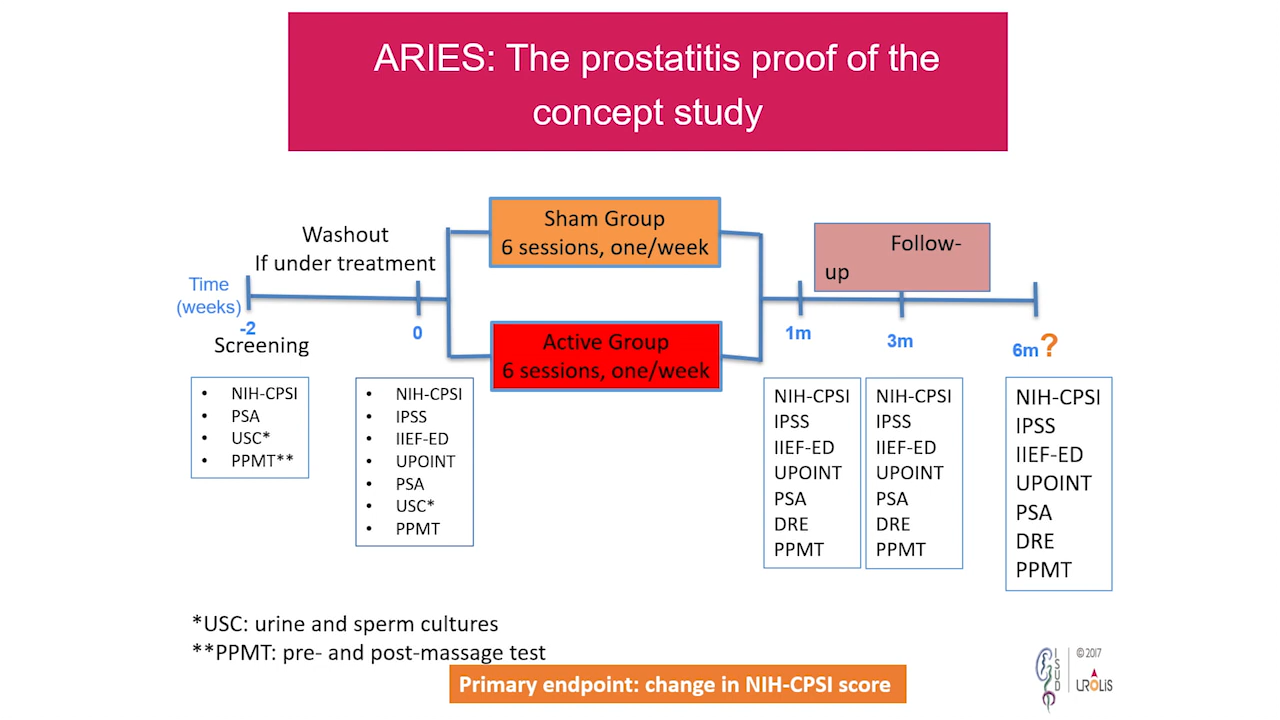 ARIES: The prostatitis proof of the
concept study
Washout
If under treatment
Time
(weeks)
-2
Screening
0
Sham Group
6 sessions, one/week
Active Group
6 sessions, one/week
Follow-
up
1m
3m
6m?
• NIH-CPSI
• PSA
• USC*
• PPMT**
• NIH-CPSI
• IPSS
• IIEF-ED
• UPOINT
• PSA
• USC*
• PPMT
NIH-CPSI
IPSS
IIEF-ED
UPOINT
PSA
DRE
PPMT
NIH-CPSI
IPSS
IIEF-ED
UPOINT
PSA
DRE
PPMT
NIH-CPSI
IPSS
IIEF-ED
UPOINT
PSA
DRE
PPMT
*USC: urine and sperm cultures
**PPMT: pre- and post-massage test
Primary endpoint: change in NIH-CPSI score
ISUD
© 2017
UROLIS